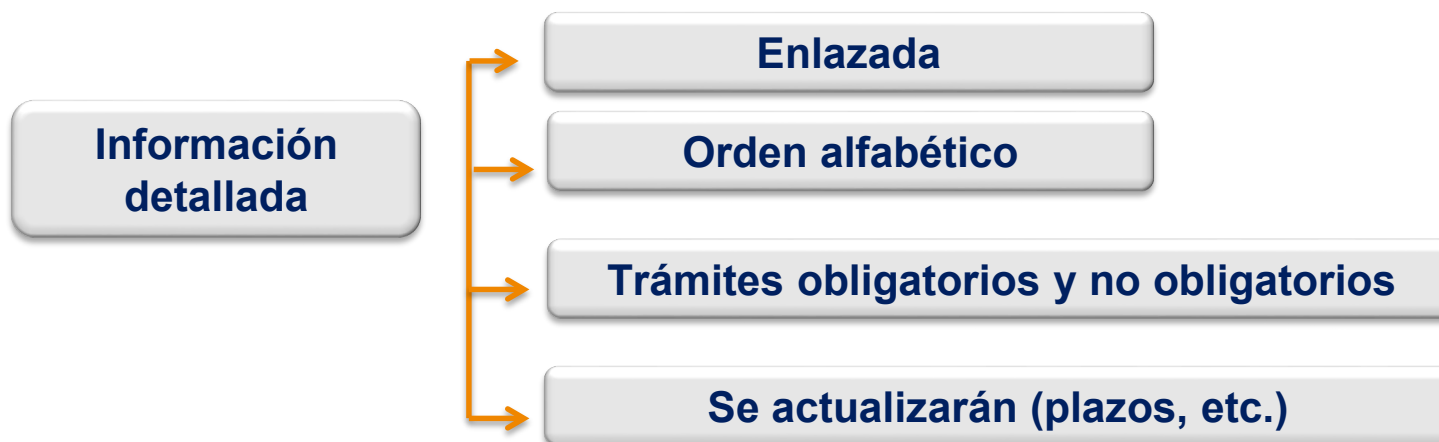 Información
detallada
Enlazada
Orden alfabético
Trámites obligatorios y no obligatorios
Se actualizarán (plazos, etc.)